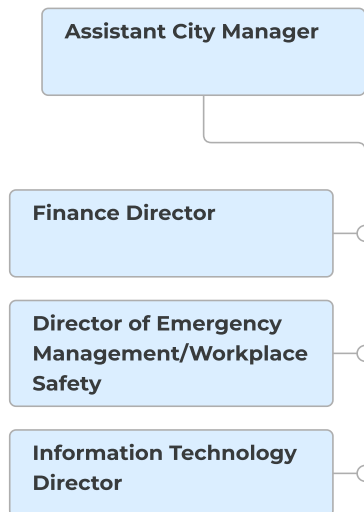 Assistant City Manager
Finance Director
Director of Emergency
Management/Workplace
Safety
Information Technology
Director